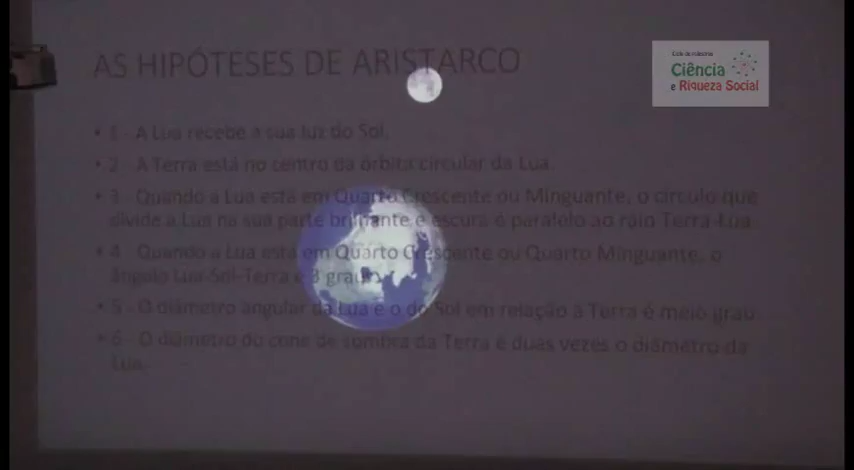 AS HIPÓTESES DE ARISTARCO
Ciência
e Riqueza Social
• 1 - A Lua recebe a sua luz do Sol.
• 2 - A Terra está no centro da órbita circular da Lua.
• 3 - Quando a Lua está em Quarto Crescente ou Minguante, o circulo que
divide a Lua na sua parte brilhante e escura é paralelo ao raio Terra-Lua.
• 4 - Quando a Lua está em Quarto Crescente ou Quarto Minguante, o
ângulo Lua-Sol-Terra é 3 graus.
• 5 - O diâmetro angular da Lua e o do Sol em relação à Terra é meio grau.
• 6 - O diâmetro do cone de sombra da Terra é duas vezes o diâmetro da
Lua.